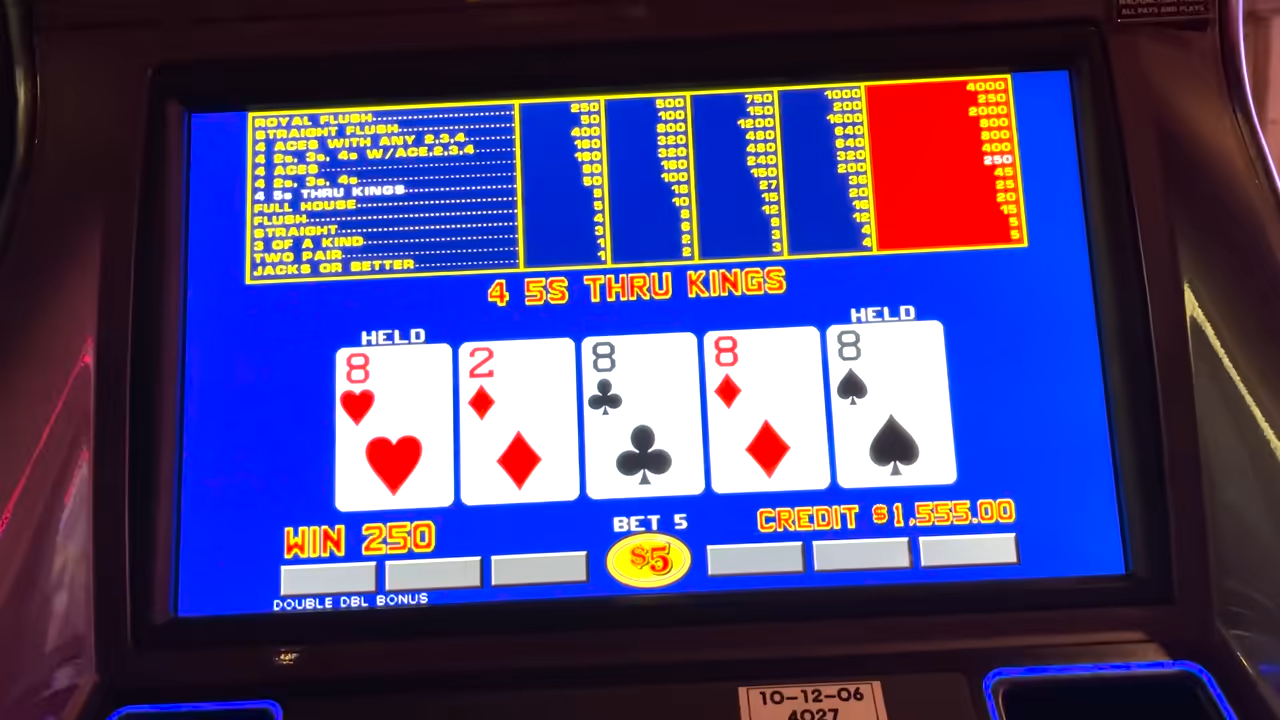 ALL PAYS AND PLAYS
ROYAL FLUSH 250 500 750 1000 4000
STRAIGHT FLUSH 50 100 150 200 250
4 ACES WITH ANY 2,3,4 400 800 1200 1600 2000
4 2s, 3s, 4s W/ACE,2,3,4 160 320 480 640 800
4 ACES 160 320 480 640 800
4 2s, 3s, 4s 80 160 240 320 400
4 5s THRU KINGS 50 100 150 200 250
FULL HOUSE 9 18 27 36 45
FLUSH 5 10 15 20 25
STRAIGHT 4 8 12 16 20
3 OF A KIND 3 6 9 12 15
TWO PAIR 1 2 3 4 5
JACKS OR BETTER 1 2 3 4 5
4 5S THRU KINGS
HELD HELD
8 2 8 8 8
WIN 250 BET 5 CREDIT $1,555.00
$5
DOUBLE DBL BONUS
10-12-06
4027